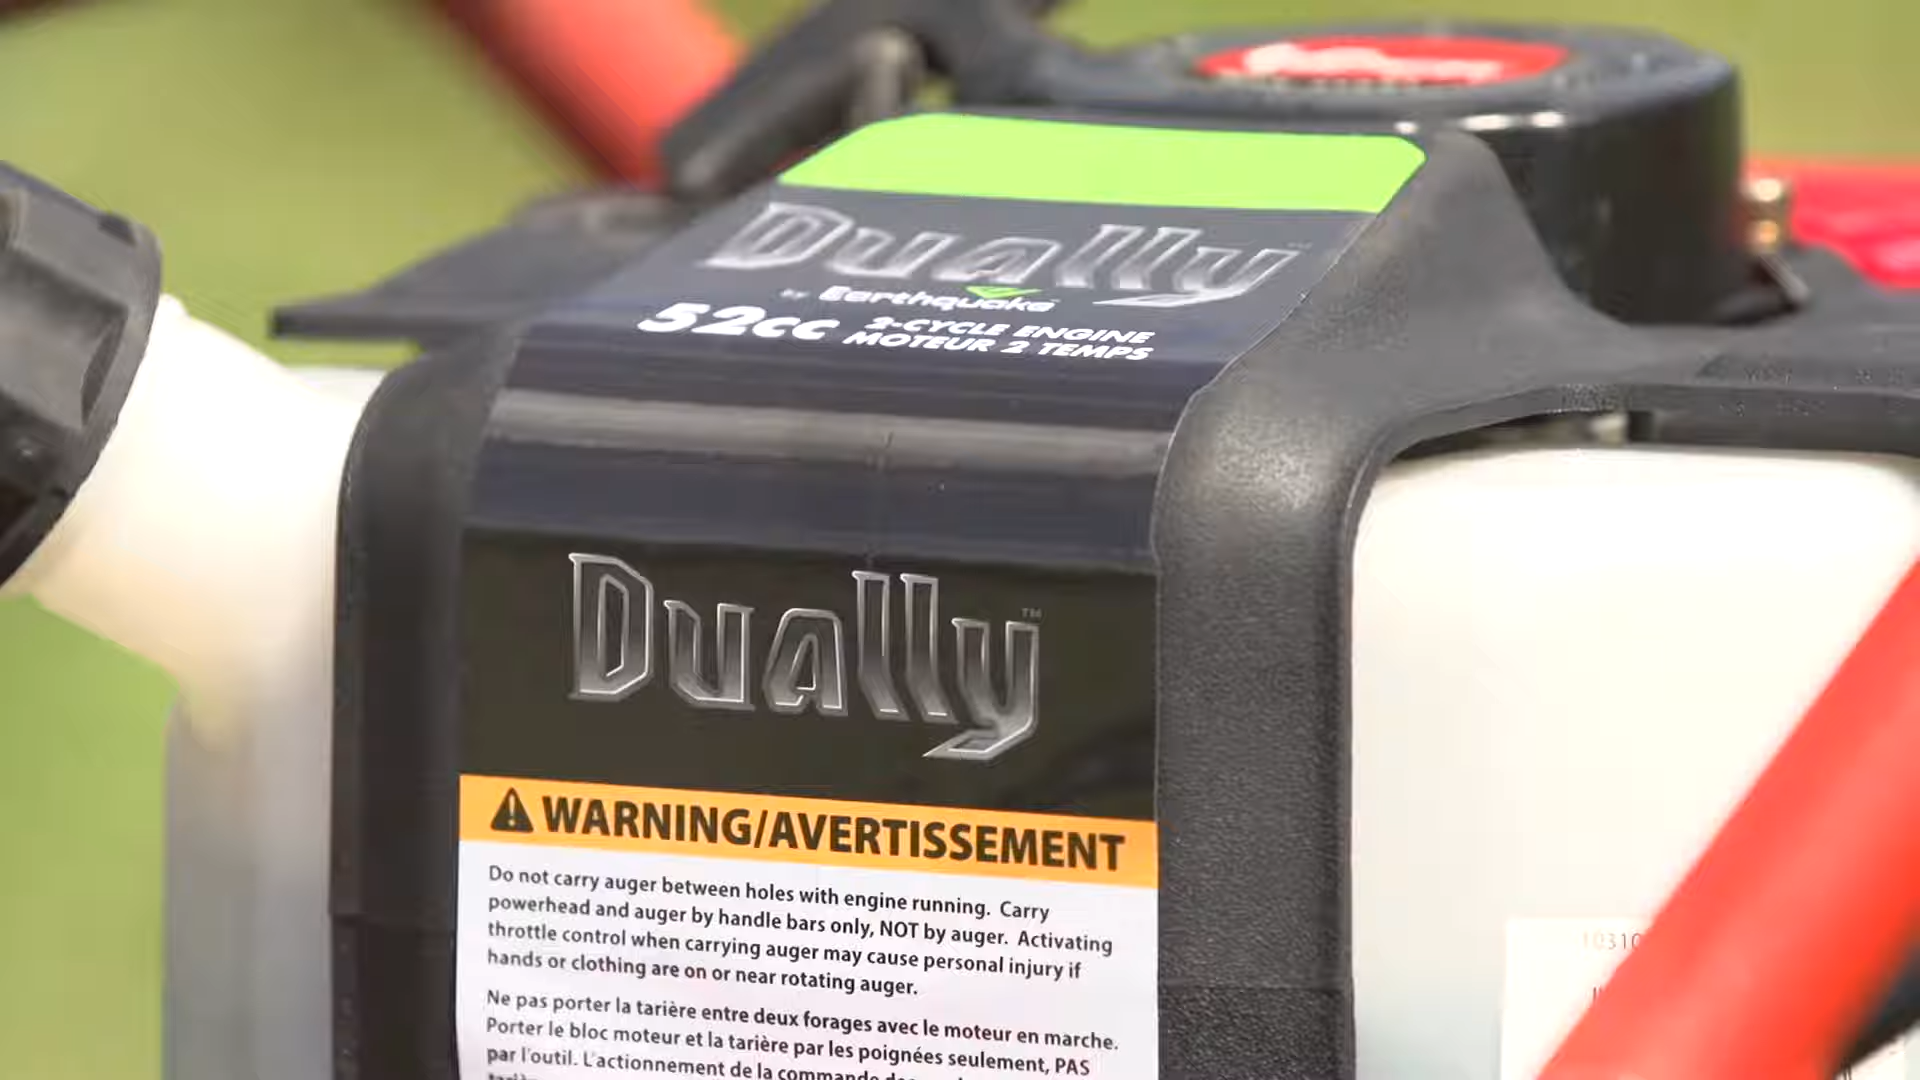 Dually
by Earthquake
52cc 2-CYCLE ENGINE
MOTEUR 2 TEMPS
Dually™
WARNING/AVERTISSEMENT
Do not carry auger between holes with engine running. Carry
powerhead and auger by handle bars only, NOT by auger. Activating
throttle control when carrying auger may cause personal injury if
hands or clothing are on or near rotating auger.
Ne pas porter la tarière entre deux forages avec le moteur en marche.
Porter le bloc moteur et la tarière par les poignées seulement, PAS
par l'outil. L'actionnement de la commande